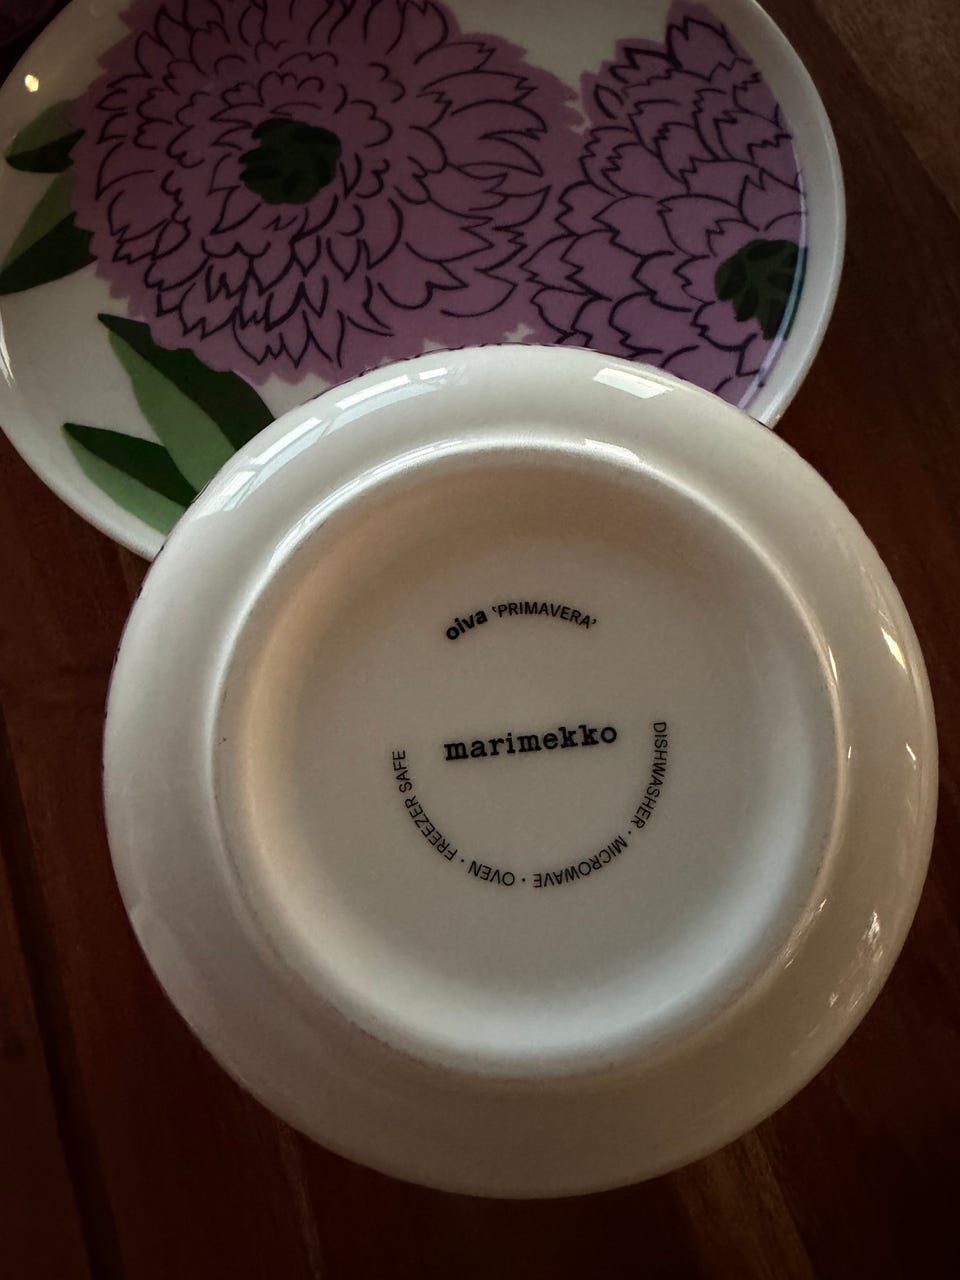 oiva ‘PRIMAVERA’
marimekko
DISHWASHER · MICROWAVE · OVEN · FREEZER SAFE